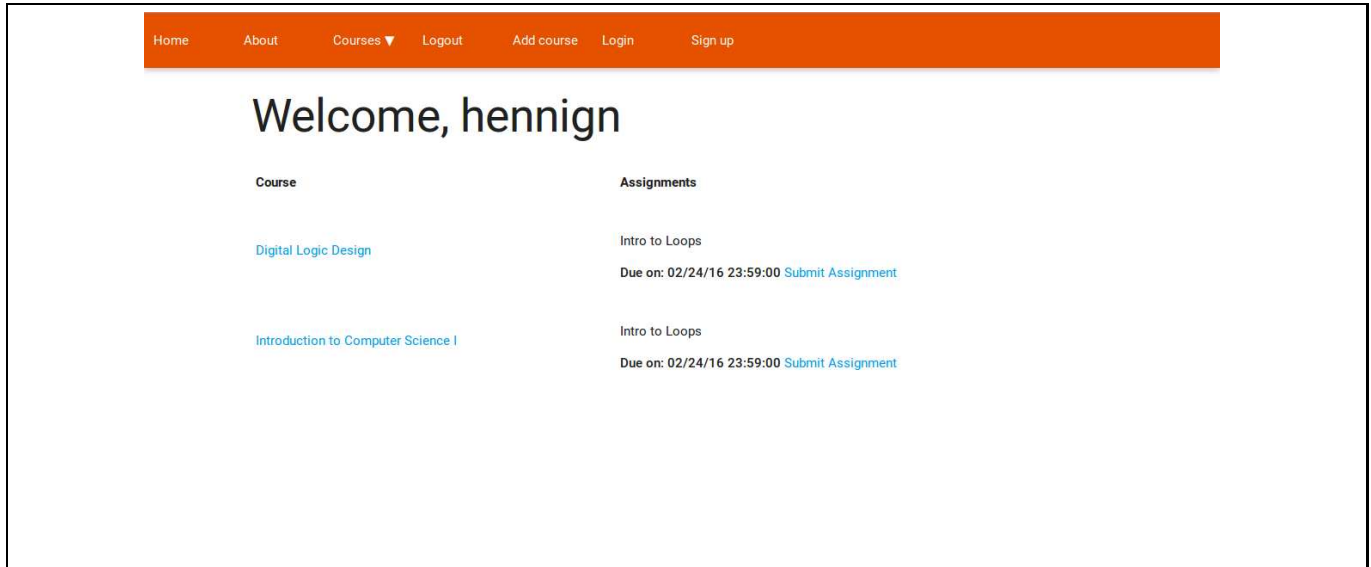 Home About Courses ▼ Logout Add course Login Sign up
Welcome, hennign
Course Assignments
Digital Logic Design
Intro to Loops
Due on: 02/24/16 23:59:00 Submit Assignment
Introduction to Computer Science I
Intro to Loops
Due on: 02/24/16 23:59:00 Submit Assignment